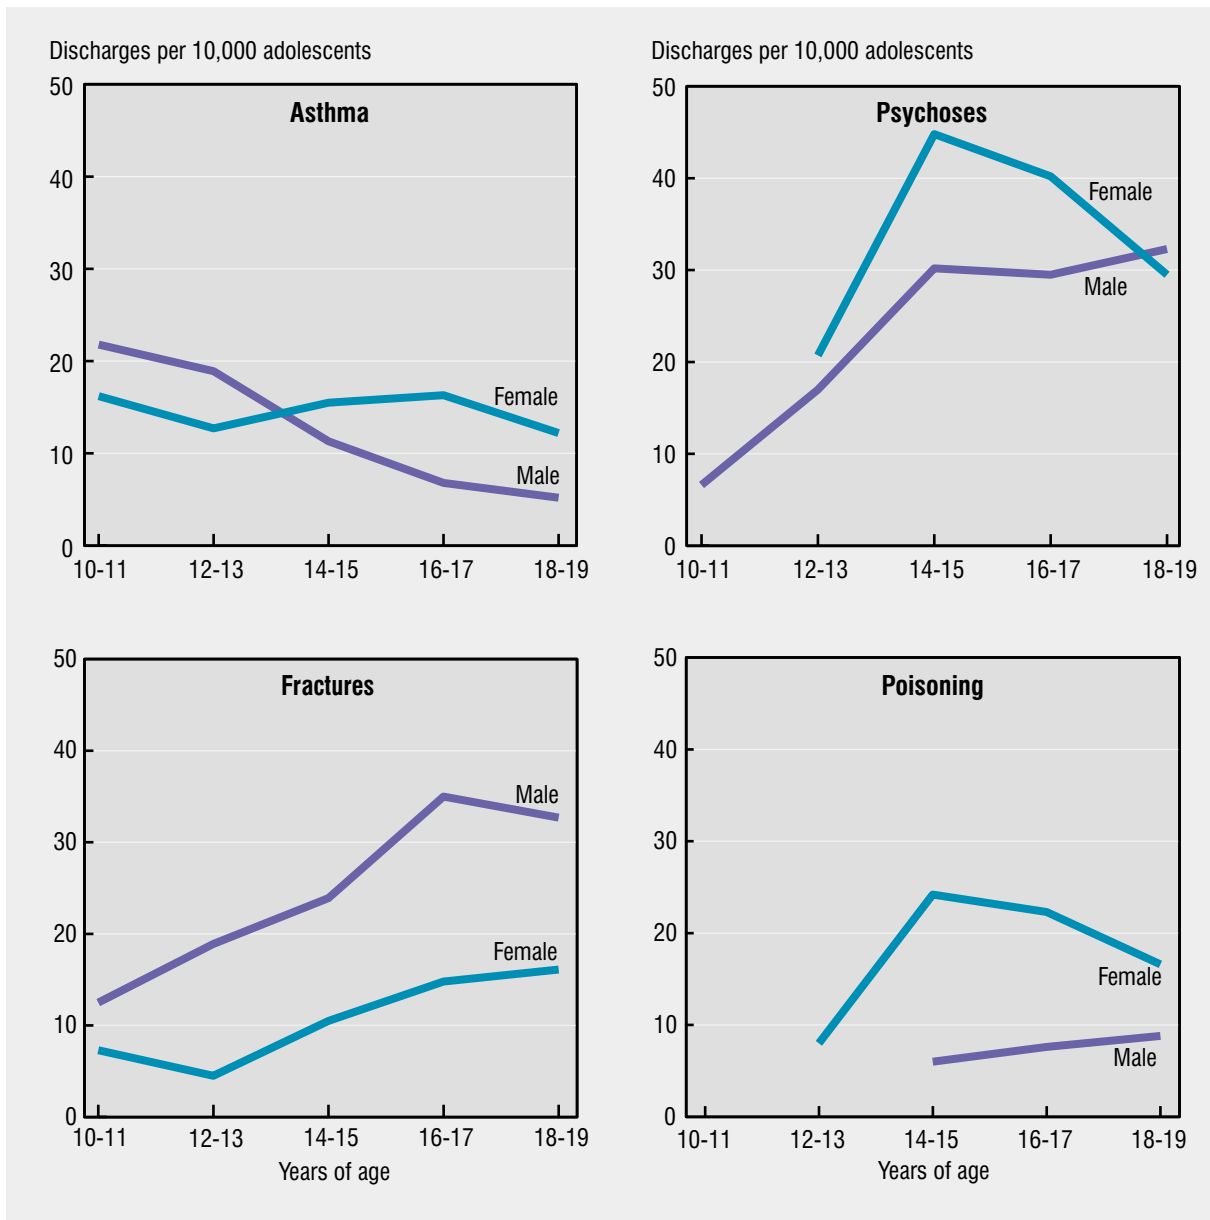 Discharges per 10,000 adolescents
50
Asthma
40
30
20
Female
10
Male
0
10-11 12-13 14-15 16-17 18-19
Discharges per 10,000 adolescents
50
Psychoses
40
Female
30
Male
20
10
0
10-11 12-13 14-15 16-17 18-19
50
Fractures
40
Male
30
20
Female
10
0
10-11 12-13 14-15 16-17 18-19
Years of age
50
Poisoning
40
30
20
Female
10
Male
0
10-11 12-13 14-15 16-17 18-19
Years of age